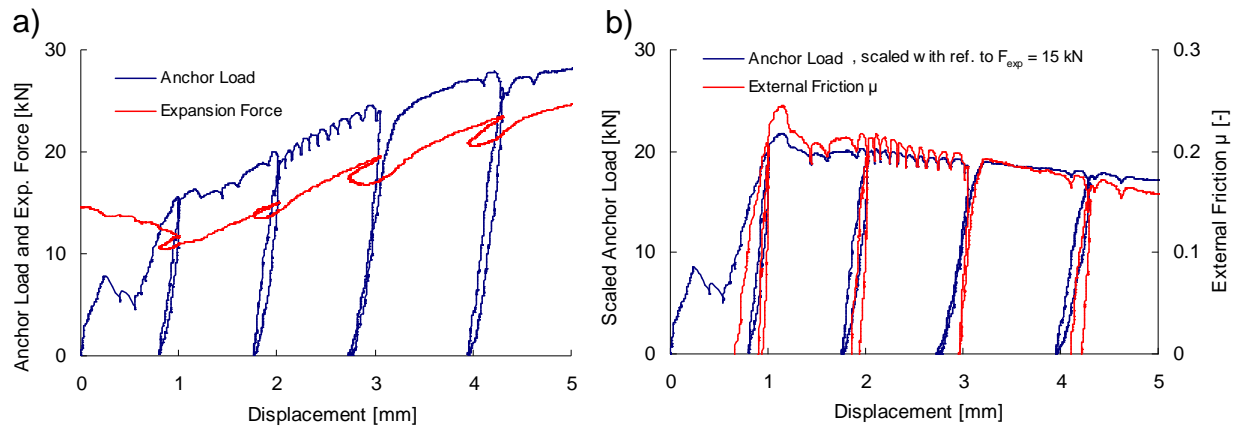 a)
Anchor Load and Exp. Force [kN]
30
20
10
0
Anchor Load
Expansion Force
0 1 2 3 4 5
Displacement [mm]
b)
Scaled Anchor Load [kN]
30
20
10
0
Anchor Load , scaled with ref. to Fexp = 15 kN
External Friction µ
0.3
0.2
0.1
0
External Friction µ [-]
0 1 2 3 4 5
Displacement [mm]